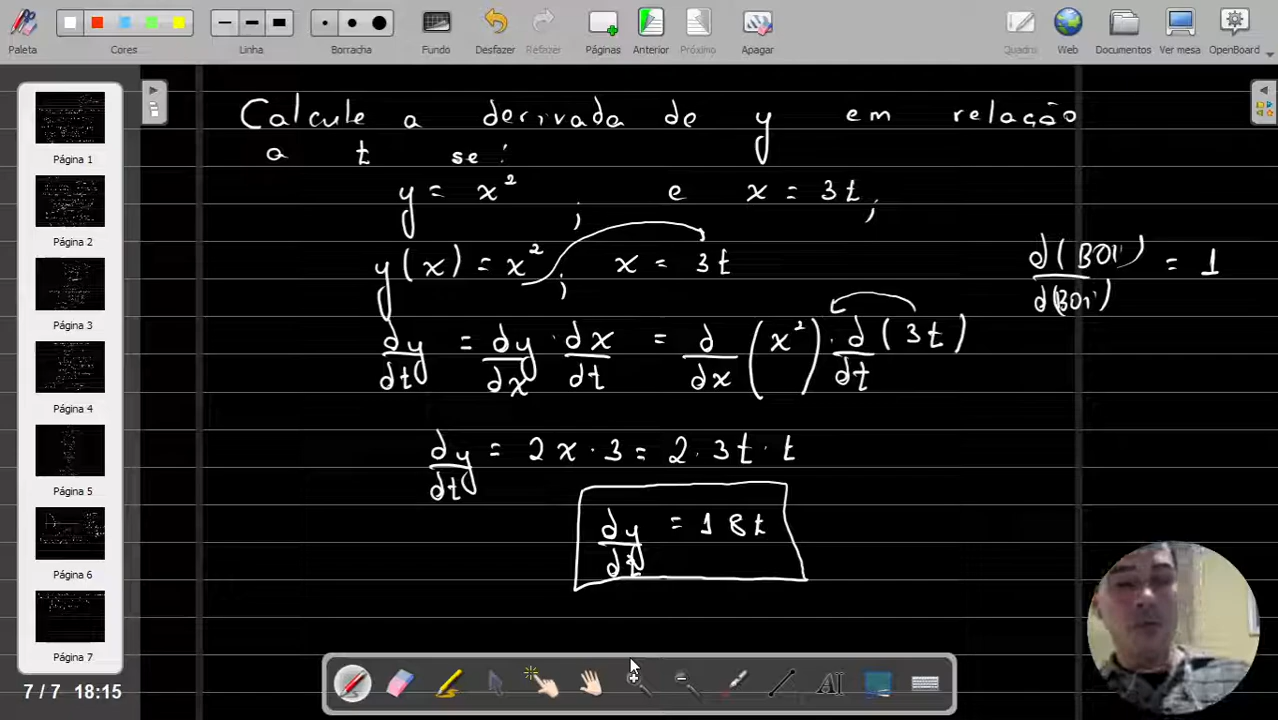 Paleta
Cores
Linha
Borracha
Fundo
Desfazer
Refazer
Páginas
Anterior
Próximo
Apagar
Quadro
Web
Documentos
Ver mesa
OpenBoard
Página 1
Página 2
Página 3
Página 4
Página 5
Página 6
Página 7
7 / 7 18:15
Calcule a derivada de y em relação
a t se:
y = x² ; e x = 3t;
y(x) = x² ; x = 3t
d(BOI)/d(BOI) = 1
dy/dt = dy/dx · dx/dt = d/dx (x²) · d/dt (3t)
dy/dt = 2x · 3 = 2 · 3t · t
dy/dt = 18t
AI